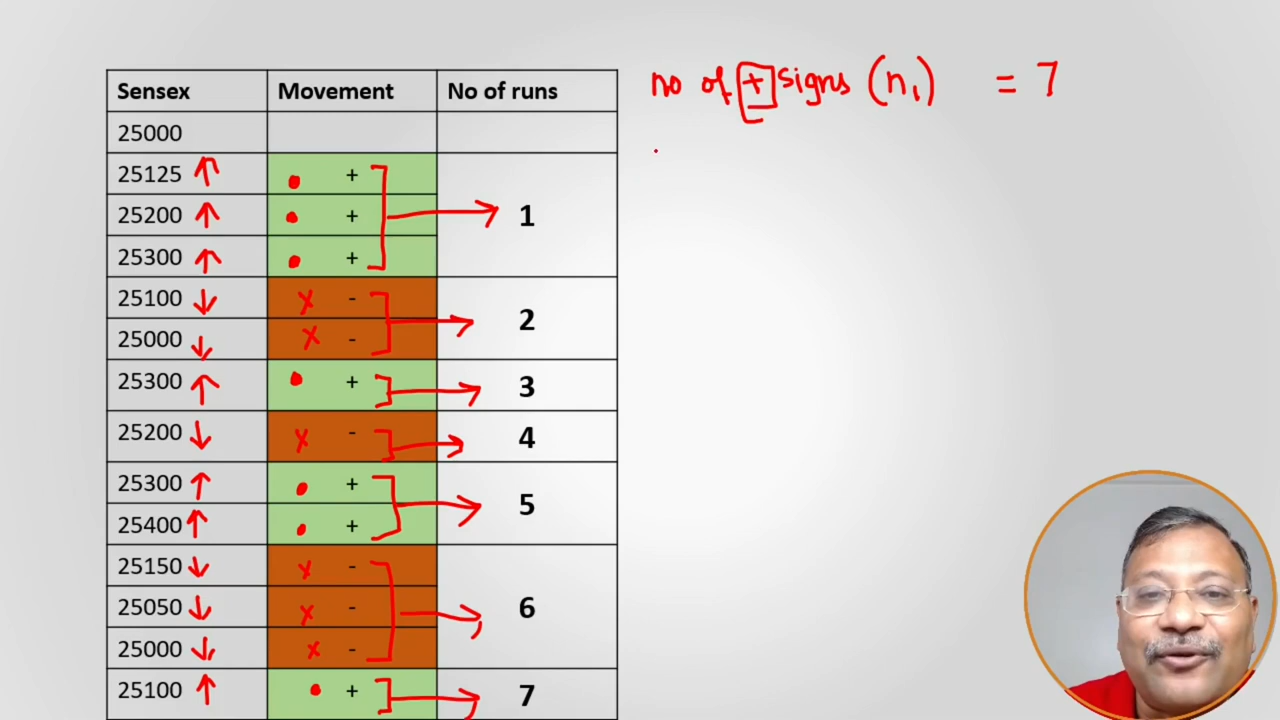 no of + signs (n1) = 7
Sensex Movement No of runs
25000
25125 +
25200 + 1
25300 +
25100 - 2
25000 -
25300 + 3
25200 - 4
25300 + 5
25400 +
25150 -
25050 - 6
25000 -
25100 + 7